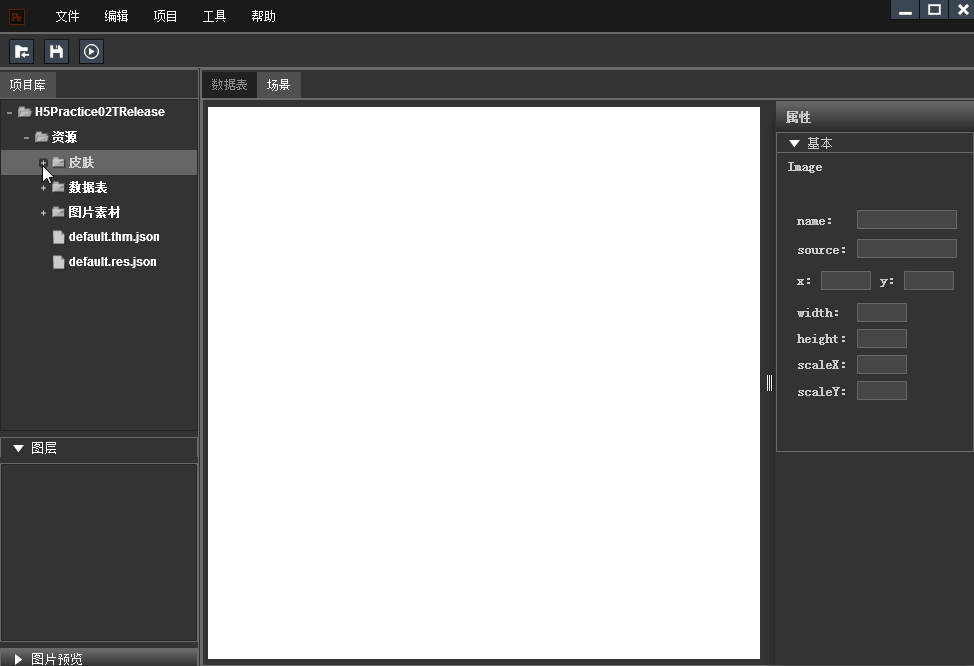 Pe 文件 编辑 项目 工具 帮助
项目库
数据表 场景
H5Practice02TRelease
资源
皮肤
数据表
图片素材
default.thm.json
default.res.json
图层
图片预览
属性
基本
Image
name:
source:
x: y:
width:
height:
scaleX:
scaleY: